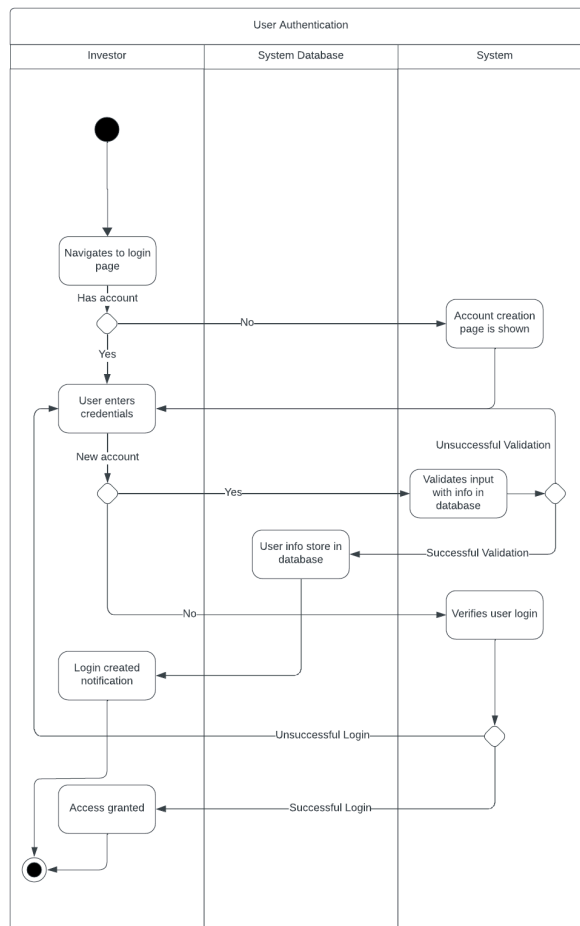 User Authentication
Investor
System Database
System
Navigates to login
page
Has account
No
Account creation
page is shown
Yes
User enters
credentials
Unsuccessful Validation
New account
Yes
Validates input
with info in
database
User info store in
database
Successful Validation
No
Verifies user login
Login created
notification
Unsuccessful Login
Access granted
Successful Login